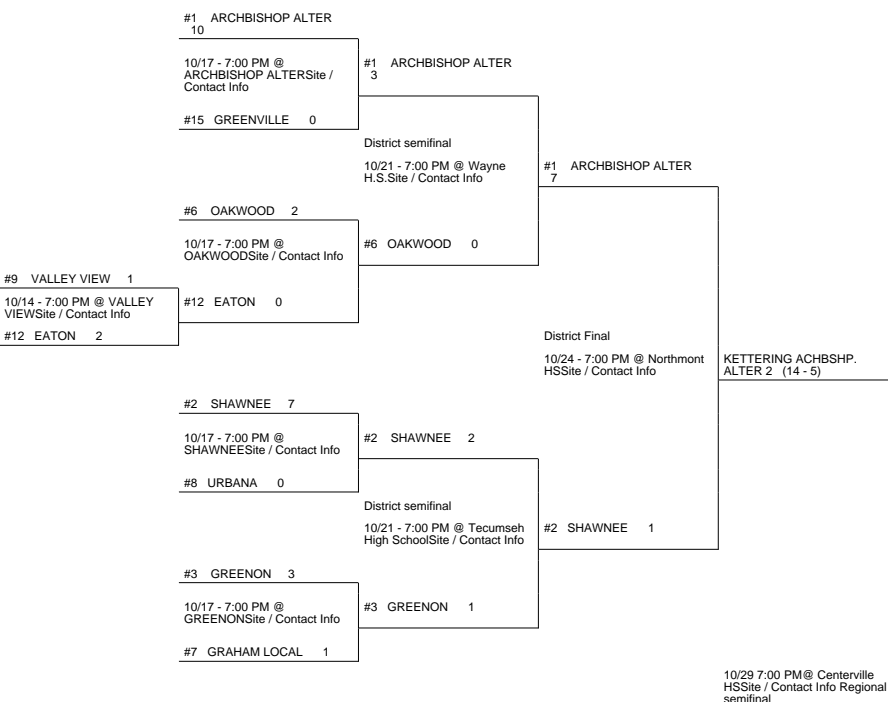 #1 ARCHBISHOP ALTER
10
10/17 - 7:00 PM @
ARCHBISHOP ALTERSite /
Contact Info
#15 GREENVILLE 0
#1 ARCHBISHOP ALTER
3
District semifinal
10/21 - 7:00 PM @ Wayne
H.S.Site / Contact Info
#1 ARCHBISHOP ALTER
7
#6 OAKWOOD 2
10/17 - 7:00 PM @
OAKWOODSite / Contact Info
#6 OAKWOOD 0
#9 VALLEY VIEW 1
10/14 - 7:00 PM @ VALLEY
VIEWSite / Contact Info
#12 EATON 2
#12 EATON 0
District Final
10/24 - 7:00 PM @ Northmont
HSSite / Contact Info
KETTERING ACHBSHP.
ALTER 2 (14 - 5)
#2 SHAWNEE 7
10/17 - 7:00 PM @
SHAWNEESite / Contact Info
#8 URBANA 0
#2 SHAWNEE 2
District semifinal
10/21 - 7:00 PM @ Tecumseh
High SchoolSite / Contact Info
#2 SHAWNEE 1
#3 GREENON 3
10/17 - 7:00 PM @
GREENONSite / Contact Info
#7 GRAHAM LOCAL 1
#3 GREENON 1
10/29 7:00 PM@ Centerville
HSSite / Contact Info Regional
semifinal